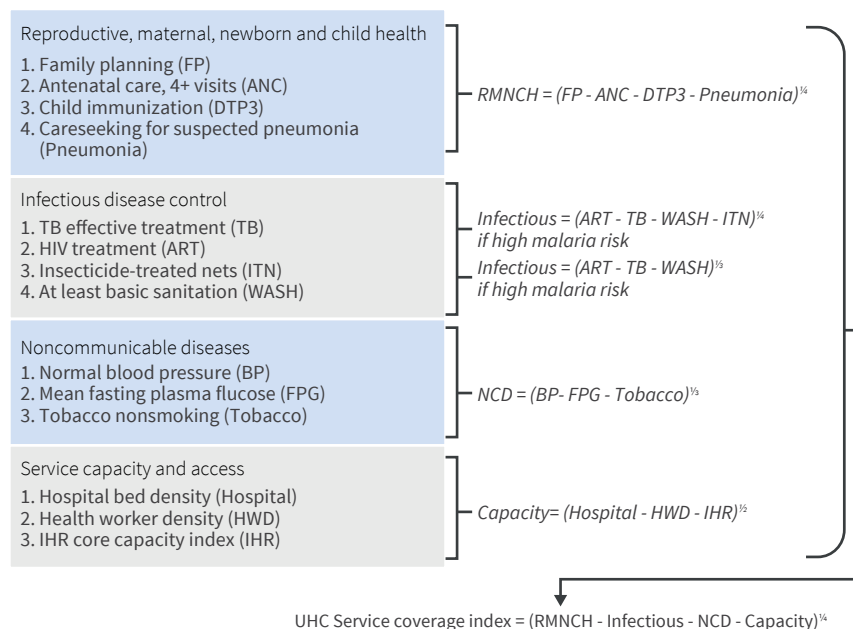 Reproductive, maternal, newborn and child health
1. Family planning (FP)
2. Antenatal care, 4+ visits (ANC)
3. Child immunization (DTP3)
4. Careseeking for suspected pneumonia
(Pneumonia)
RMNCH = (FP - ANC - DTP3 - Pneumonia)¼
Infectious disease control
1. TB effective treatment (TB)
2. HIV treatment (ART)
3. Insecticide-treated nets (ITN)
4. At least basic sanitation (WASH)
Infectious = (ART - TB - WASH - ITN)¼
if high malaria risk
Infectious = (ART - TB - WASH)⅓
if high malaria risk
Noncommunicable diseases
1. Normal blood pressure (BP)
2. Mean fasting plasma flucose (FPG)
3. Tobacco nonsmoking (Tobacco)
NCD = (BP- FPG - Tobacco)⅓
Service capacity and access
1. Hospital bed density (Hospital)
2. Health worker density (HWD)
3. IHR core capacity index (IHR)
Capacity= (Hospital - HWD - IHR)½
UHC Service coverage index = (RMNCH - Infectious - NCD - Capacity)¼